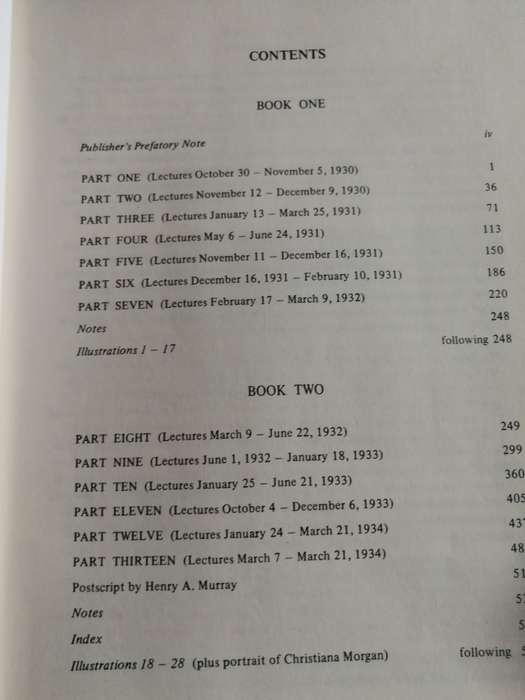 CONTENTS
BOOK ONE
Publisher's Prefatory Note iv
PART ONE (Lectures October 30 – November 5, 1930) 1
PART TWO (Lectures November 12 – December 9, 1930) 36
PART THREE (Lectures January 13 – March 25, 1931) 71
PART FOUR (Lectures May 6 – June 24, 1931) 113
PART FIVE (Lectures November 11 – December 16, 1931) 150
PART SIX (Lectures December 16, 1931 – February 10, 1931) 186
PART SEVEN (Lectures February 17 – March 9, 1932) 220
Notes 248
Illustrations 1 – 17 following 248
BOOK TWO
PART EIGHT (Lectures March 9 – June 22, 1932) 249
PART NINE (Lectures June 1, 1932 – January 18, 1933) 299
PART TEN (Lectures January 25 – June 21, 1933) 360
PART ELEVEN (Lectures October 4 – December 6, 1933) 405
PART TWELVE (Lectures January 24 – March 21, 1934)
PART THIRTEEN (Lectures March 7 – March 21, 1934)
Postscript by Henry A. Murray
Notes
Index
Illustrations 18 – 28 (plus portrait of Christiana Morgan) following